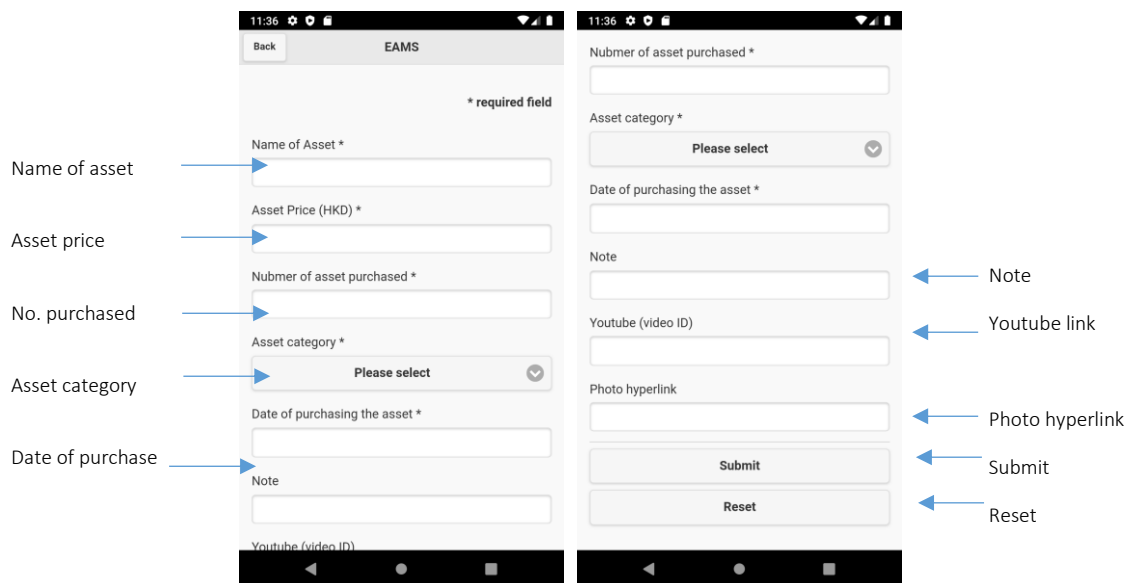 Name of asset
Asset price
No. purchased
Asset category
Date of purchase
11:36
Back
EAMS
* required field
Name of Asset *
Asset Price (HKD) *
Nubmer of asset purchased *
Asset category *
Please select
Date of purchasing the asset *
Note
Youtube (video ID)
11:36
Nubmer of asset purchased *
Asset category *
Please select
Date of purchasing the asset *
Note
Youtube (video ID)
Photo hyperlink
Submit
Reset
Note
Youtube link
Photo hyperlink
Submit
Reset